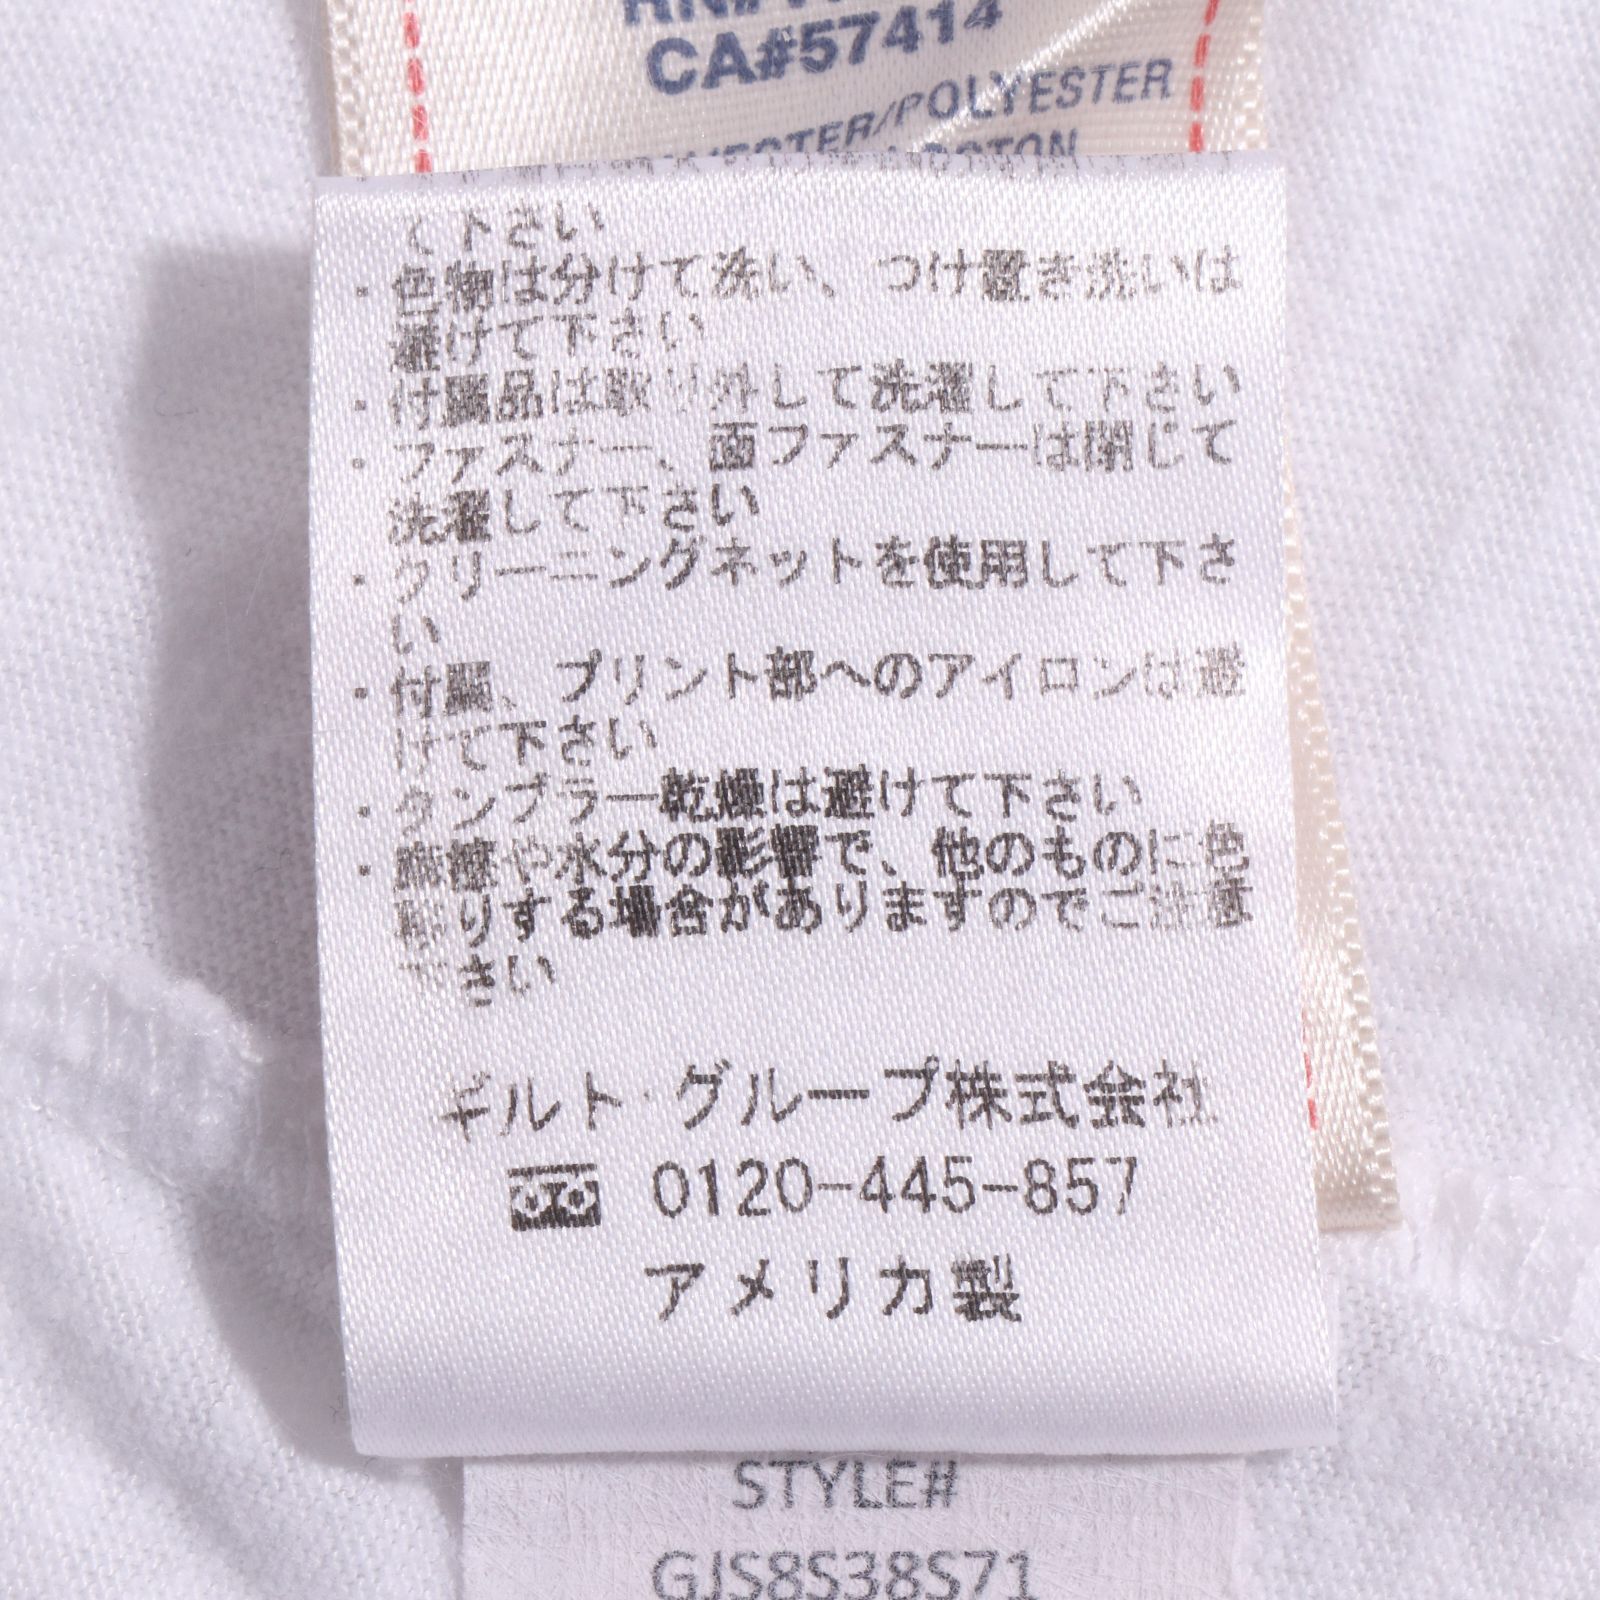 CA#57414
/POLYESTER
て下さい
・色物は分けて洗い、つけ置き洗いは
避けて下さい
・付属品は取り外して洗濯して下さい
・ファスナー、面ファスナーは閉じて
洗濯して下さい
・クリーニングネットを使用して下さ
い
・付属、プリント部へのアイロンは避
けて下さい
・タンブラー乾燥は避けて下さい
・摩擦や水分の影響で、他のものに色
移りする場合がありますのでご注意
下さい
ギルト・グループ株式会社
0120-445-857
アメリカ製
STYLE#
GJS8S38S71